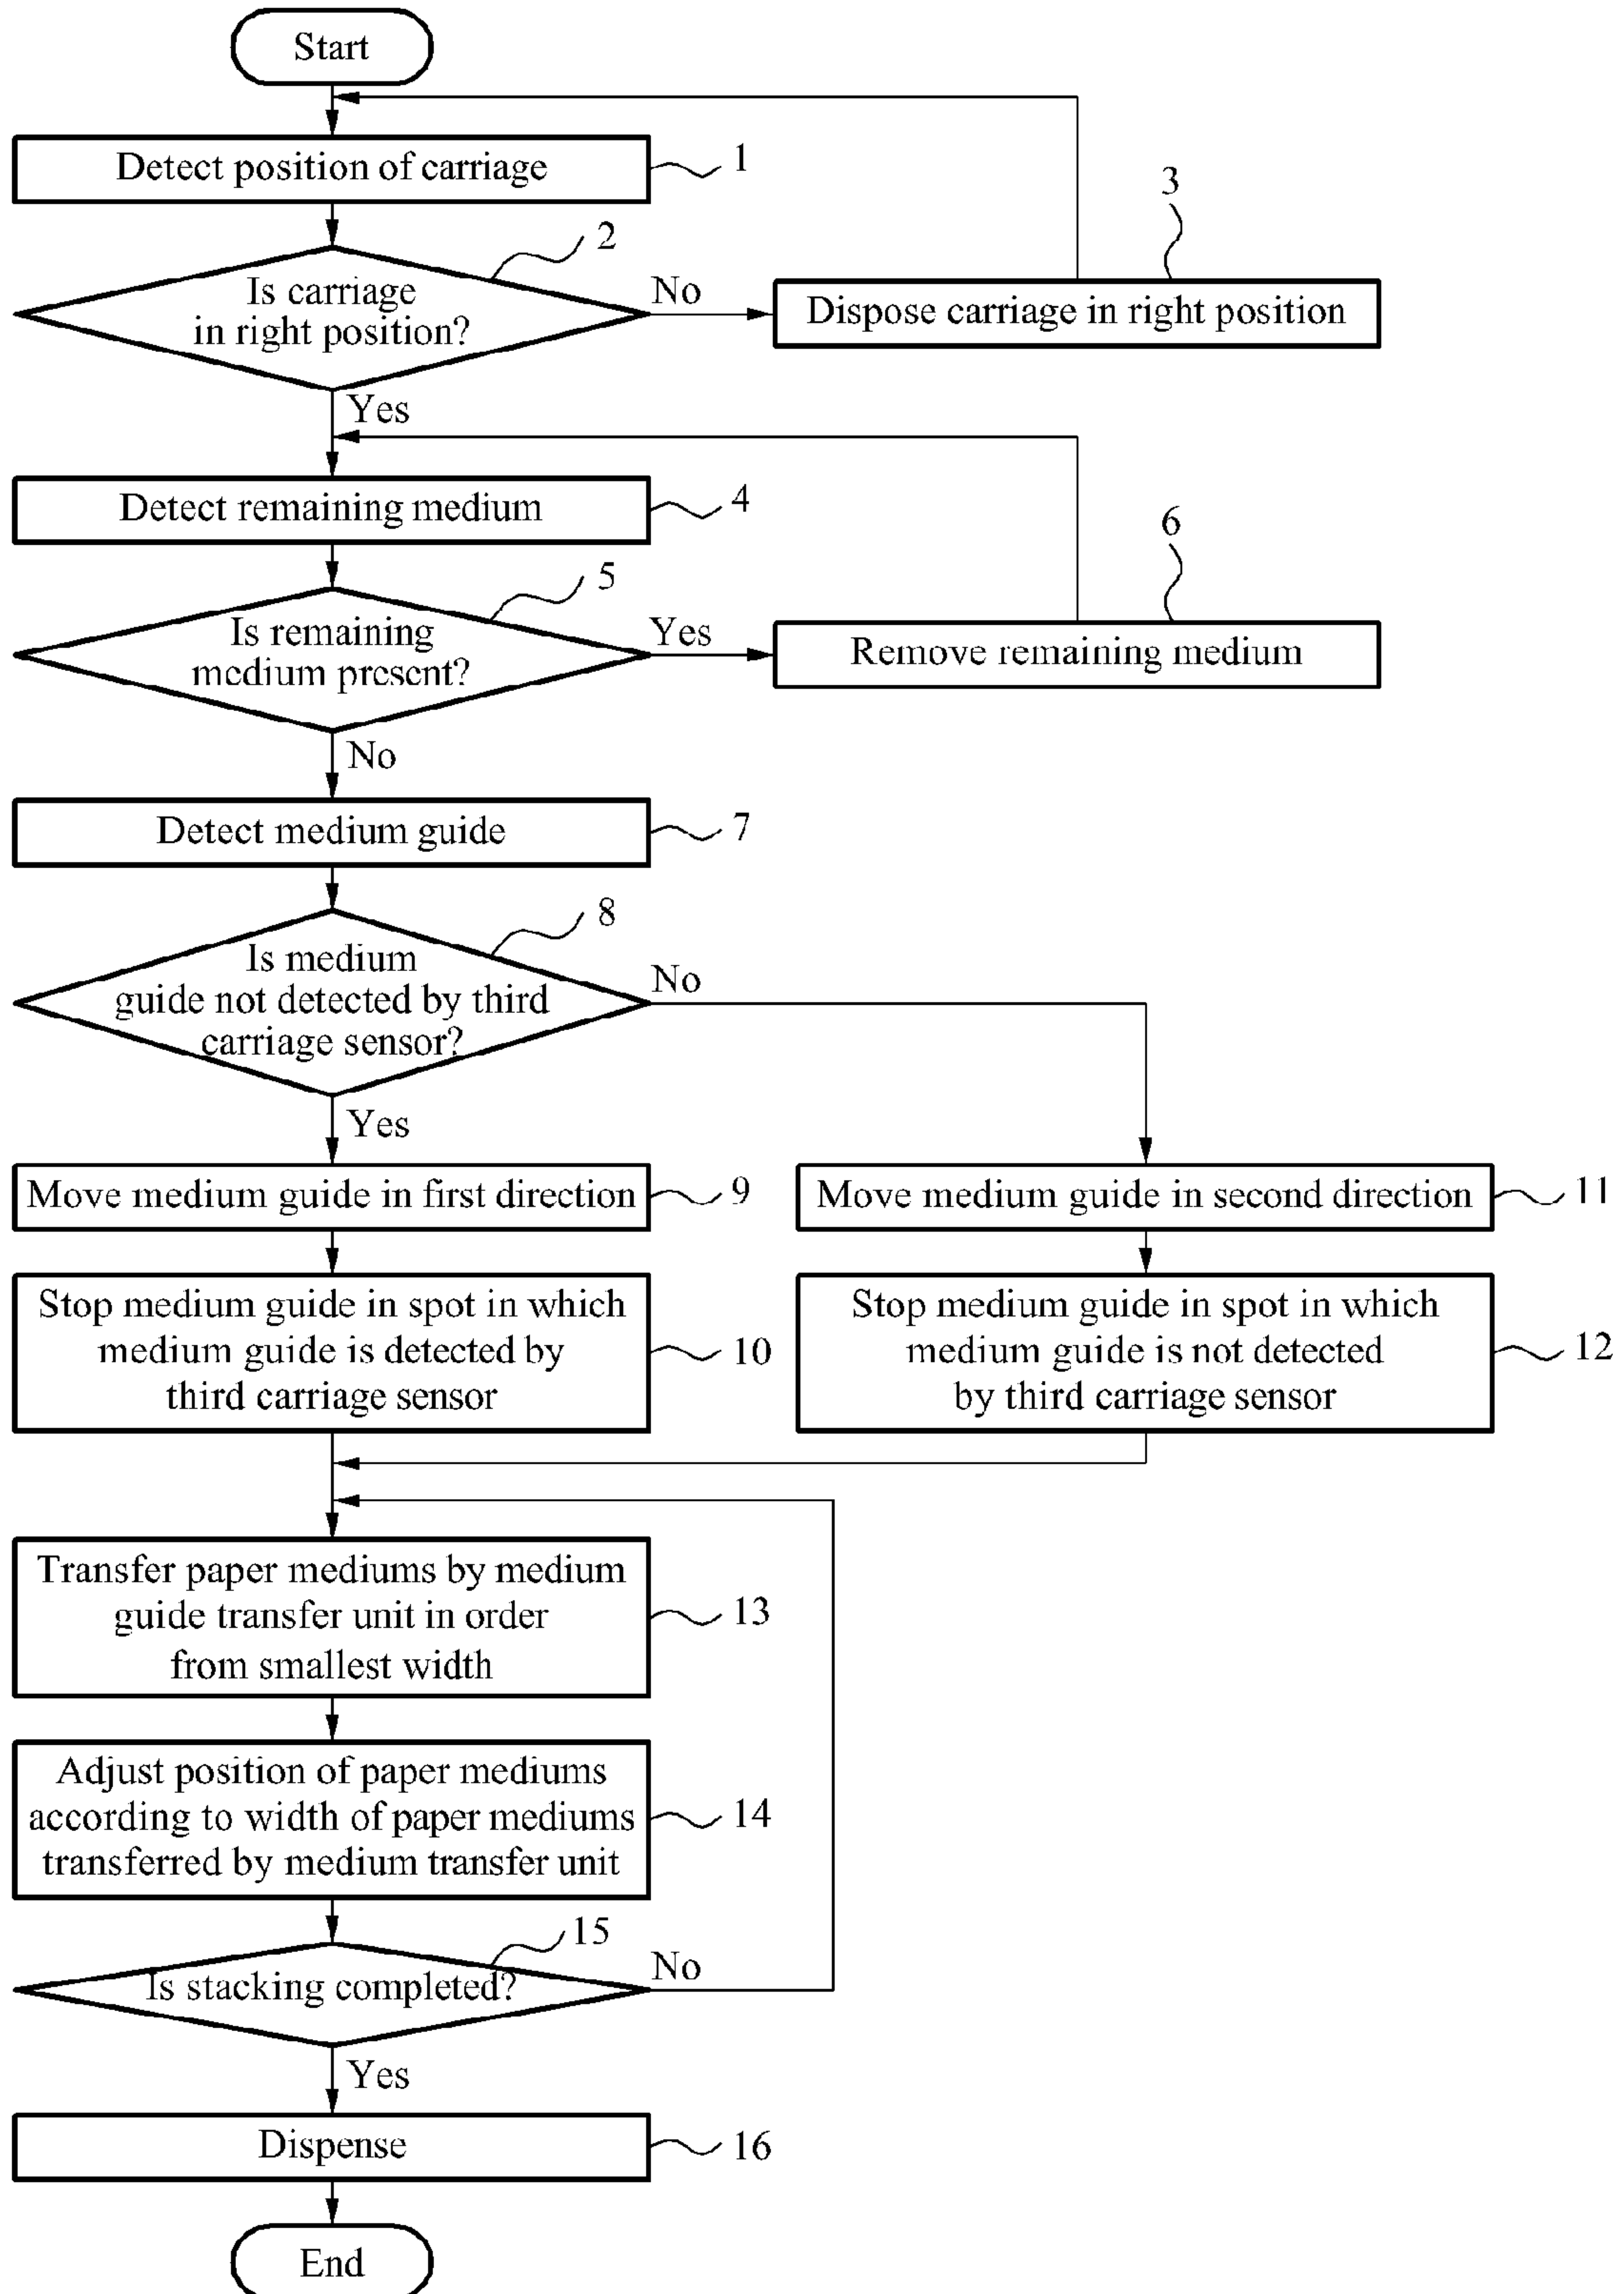 Start
Detect position of carriage
1
2
3
Is carriage
in right position?
No
Dispose carriage in right position
Yes
Detect remaining medium
4
5
6
Is remaining
medium present?
Yes
Remove remaining medium
No
Detect medium guide
7
8
Is medium
guide not detected by third
carriage sensor?
No
Yes
Move medium guide in first direction
9
Move medium guide in second direction
11
Stop medium guide in spot in which
medium guide is detected by
third carriage sensor
10
Stop medium guide in spot in which
medium guide is not detected
by third carriage sensor
12
Transfer paper mediums by medium
guide transfer unit in order
from smallest width
13
Adjust position of paper mediums
according to width of paper mediums
transferred by medium transfer unit
14
15
Is stacking completed?
No
Yes
Dispense
16
End